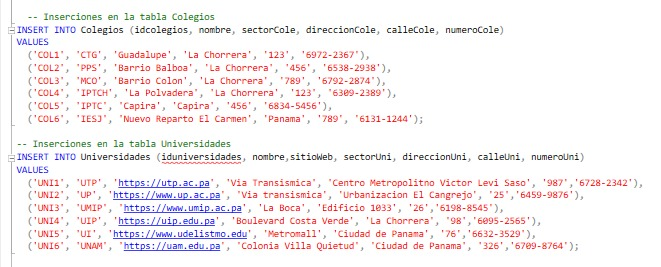 -- Inserciones en la tabla Colegios
INSERT INTO Colegios (idcolegios, nombre, sectorCole, direccionCole, calleCole, numeroCole)
VALUES
('COL1', 'CTG', 'Guadalupe', 'La Chorrera', '123', '6972-2367'),
('COL2', 'PPS', 'Barrio Balboa', 'La Chorrera', '456', '6538-2938'),
('COL3', 'MCO', 'Barrio Colon', 'La Chorrera', '789', '6792-2874'),
('COL4', 'IPTCH', 'La Polvadera', 'La Chorrera', '123', '6309-2389'),
('COL5', 'IPTC', 'Capira', 'Capira', '456', '6834-5456'),
('COL6', 'IESJ', 'Nuevo Reparto El Carmen', 'Panama', '789', '6131-1244');
-- Inserciones en la tabla Universidades
INSERT INTO Universidades (iduniversidades, nombre,sitioWeb, sectorUni, direccionUni, calleUni, numeroUni)
VALUES
('UNI1', 'UTP', 'https://utp.ac.pa', 'Via Transismica', 'Centro Metropolitno Victor Levi Saso', '987','6728-2342'),
('UNI2', 'UP', 'https://www.up.ac.pa', 'Via transismica', 'Urbanizacion El Cangrejo', '25','6459-9876'),
('UNI3', 'UMIP', 'https://www.umip.ac.pa', 'La Boca', 'Edificio 1033', '26','6198-8545'),
('UNI4', 'UIP', 'https://uip.edu.pa', 'Boulevard Costa Verde', 'La Chorrera', '98','6095-2565'),
('UNI5', 'UI', 'https://www.udelistmo.edu', 'Metromall', 'Ciudad de Panama', '76','6632-3529'),
('UNI6', 'UNAM', 'https://uam.edu.pa', 'Colonia Villa Quietud', 'Ciudad de Panama', '326','6709-8764');